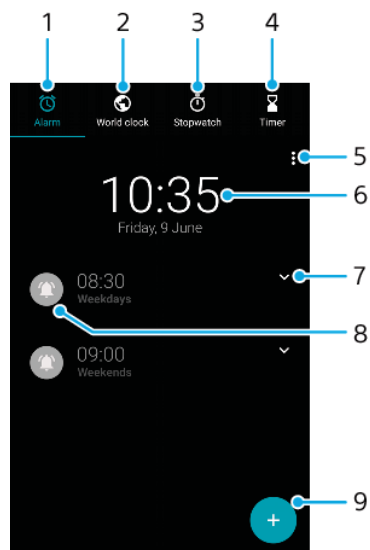 1 2 3 4
Alarm World clock Stopwatch Timer
5
10:35 6
Friday, 9 June
08:30 7
Weekdays
8
09:00
Weekends
9